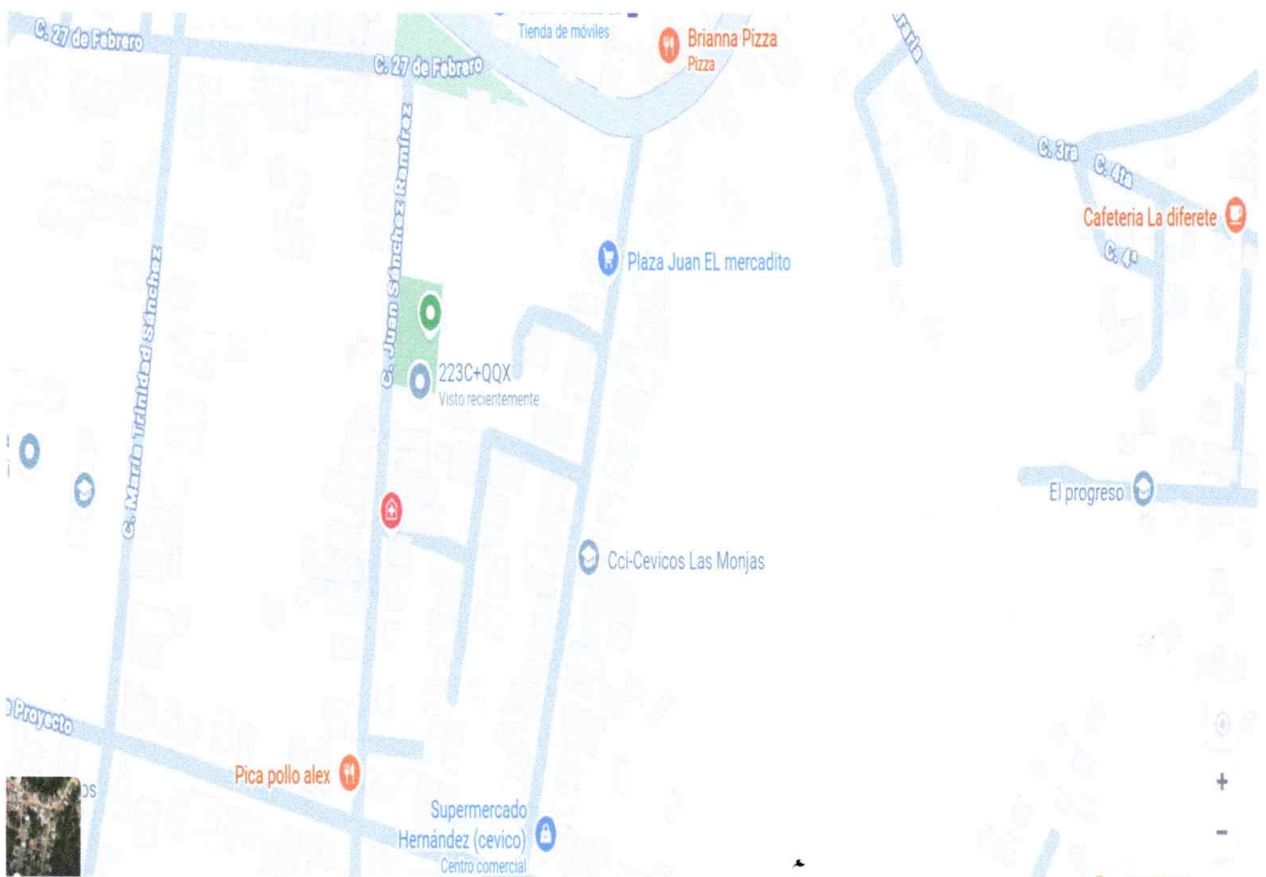 Tienda de móviles
C. 27 de Febrero
Brianna Pizza
Pizza
C. 27 de Febrero
C. 3ra
C. 4ta
Cafeteria La diferete
C. 4ª
C. Juan Sánchez Ramírez
Plaza Juan EL mercadito
C. María Trinidad Sánchez
223C+QQX
Visto recientemente
El progreso
Cci-Cevicos Las Monjas
Proyecto
Pica pollo alex
+
Supermercado
Hernández (cevico)
Centro comercial
−